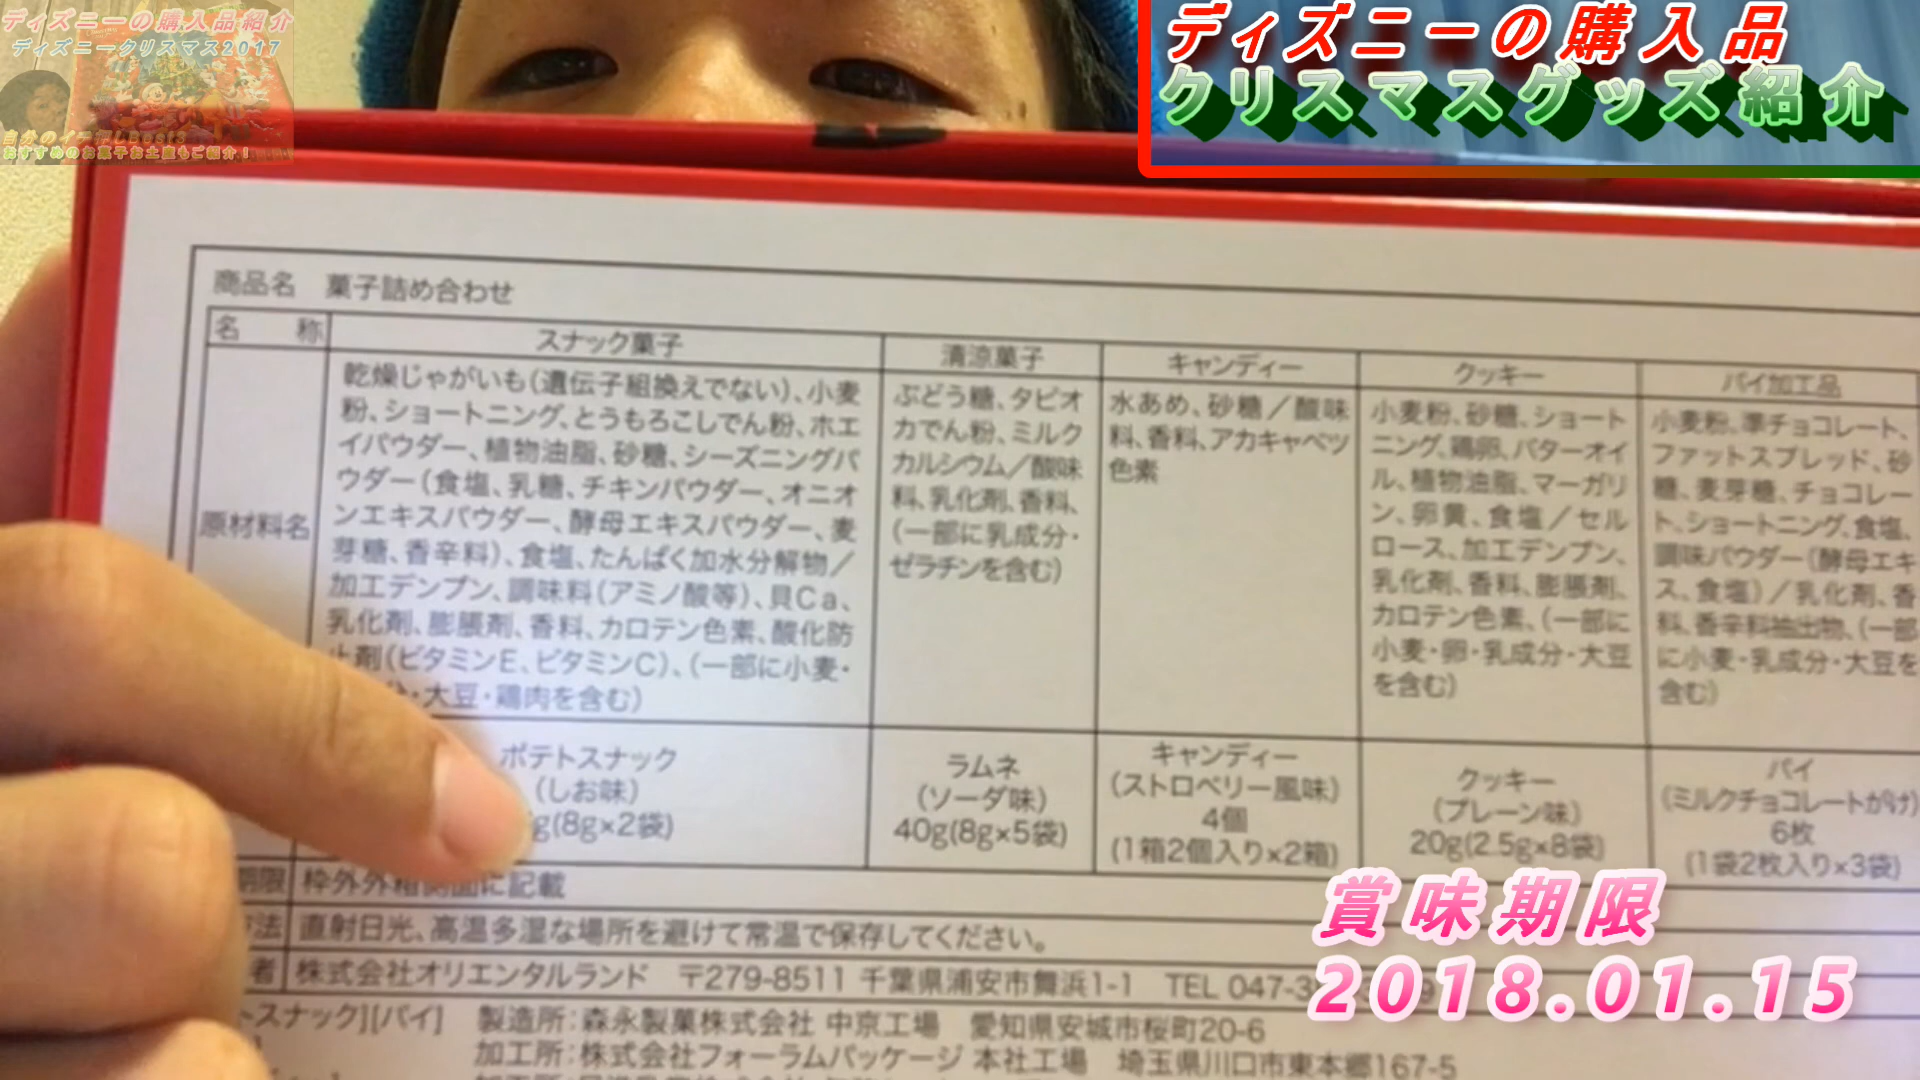 ディズニーの購入品紹介
ディズニークリスマス2017
おすすめのお菓子お土産もご紹介！
ディズニーの購入品
クリスマスグッズ紹介
商品名 菓子詰め合わせ
名 称
スナック菓子
清涼菓子
キャンディー
クッキー
パイ加工品
原材料名
乾燥じゃがいも(遺伝子組換えでない)、小麦
粉、ショートニング、とうもろこしでん粉、ホエ
イパウダー、植物油脂、砂糖、シーズニングパ
ウダー(食塩、乳糖、チキンパウダー、オニオ
ンエキスパウダー、酵母エキスパウダー、麦
芽糖、香辛料)、食塩、たんぱく加水分解物／
加工デンプン、調味料(アミノ酸等)、貝Ca、
乳化剤、膨脹剤、香料、カロテン色素、酸化防
止剤(ビタミンE、ビタミンC)、(一部に小麦・
分・大豆・鶏肉を含む)
ぶどう糖、タピオ
カでん粉、ミルク
カルシウム／酸味
料、乳化剤、香料、
(一部に乳成分・
ゼラチンを含む)
水あめ、砂糖／酸味
料、香料、アカキャベツ
色素
小麦粉、砂糖、ショート
ニング、鶏卵、バターオイ
ル、植物油脂、マーガリ
ン、卵黄、食塩／セル
ロース、加工デンプン、
乳化剤、香料、膨脹剤、
カロテン色素、(一部に
小麦・卵・乳成分・大豆
を含む)
小麦粉、準チョコレート、
ファットスプレッド、砂
糖、麦芽糖、チョコレー
ト、ショートニング、食塩、
調味パウダー(酵母エキ
ス、食塩)／乳化剤、香
料、香辛料抽出物、(一部
に小麦・乳成分・大豆を
含む)
ポテトスナック
(しお味)
g(8g×2袋)
ラムネ
(ソーダ味)
40g(8g×5袋)
キャンディー
(ストロベリー風味)
4個
(1箱2個入り×2箱)
クッキー
(プレーン味)
20g(2.5g×8袋)
パイ
(ミルクチョコレートがけ)
6枚
(1袋2枚入り×3袋)
期限 枠外外箱側面に記載
方法 直射日光、高温多湿な場所を避けて常温で保存してください。
者 株式会社オリエンタルランド 〒279-8511 千葉県浦安市舞浜1-1 TEL 047-3
トスナック][パイ] 製造所：森永製菓株式会社 中京工場 愛知県安城市桜町20-6
加工所：株式会社フォーラムパッケージ 本社工場 埼玉県川口市東本郷167-5
賞味期限
2018.01.15